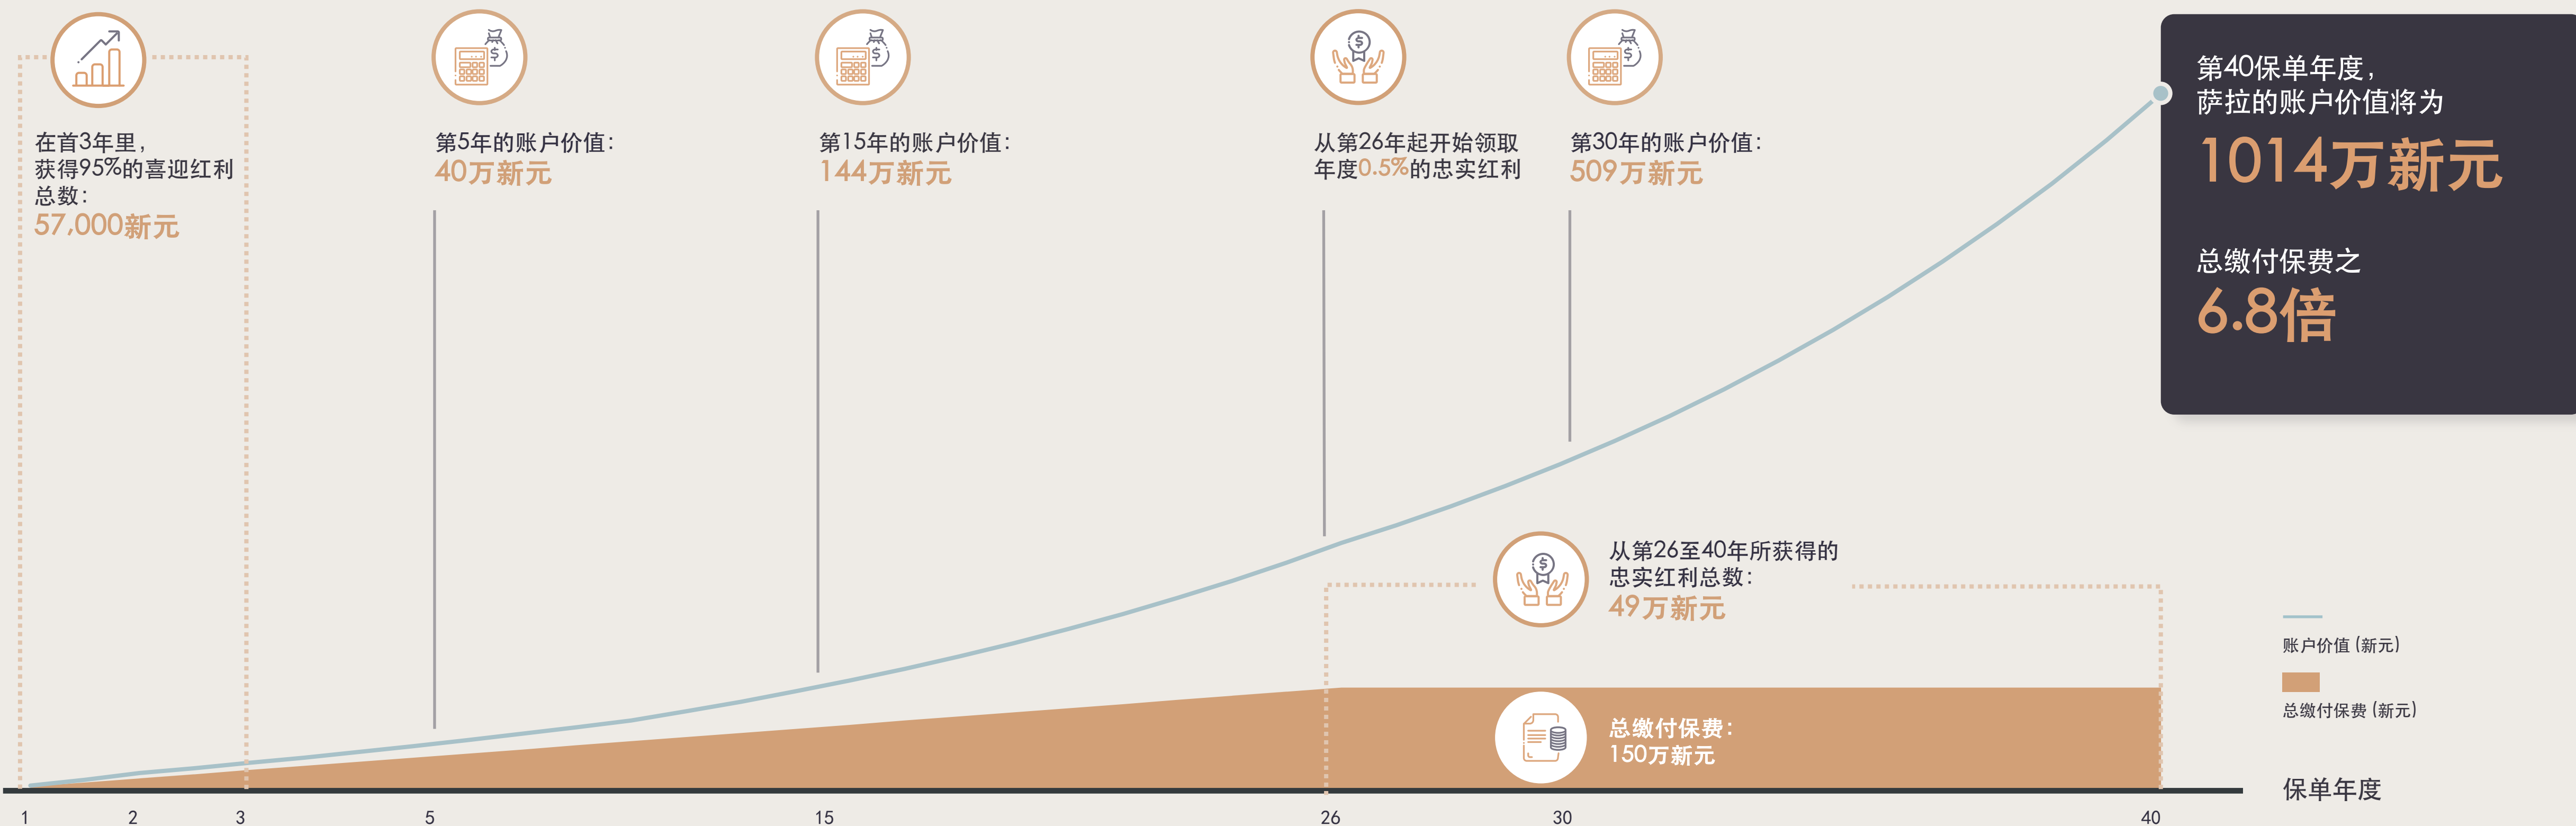 在首3年里，
获得95%的喜迎红利
总数：
57,000新元
第5年的账户价值：
40万新元
第15年的账户价值：
144万新元
从第26年起开始领取
年度0.5%的忠实红利
第30年的账户价值：
509万新元
第40保单年度，
萨拉的账户价值将为
1014万新元
总缴付保费之
6.8倍
从第26至40年所获得的
忠实红利总数：
49万新元
总缴付保费：
150万新元
账户价值 (新元)
总缴付保费 (新元)
保单年度
1 2 3 5 15 26 30 40